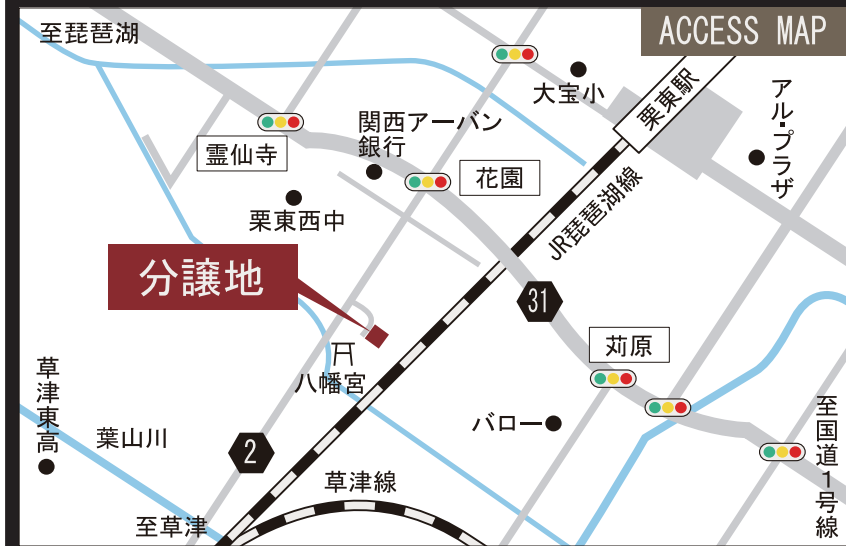 ACCESS MAP
至琵琶湖
大宝小
栗東駅
アル・プラザ
関西アーバン
銀行
霊仙寺
花園
栗東西中
JR琵琶湖線
分譲地
31
苅原
八幡宮
草津東高
葉山川
バロー
2
草津線
至草津
至国道1号線